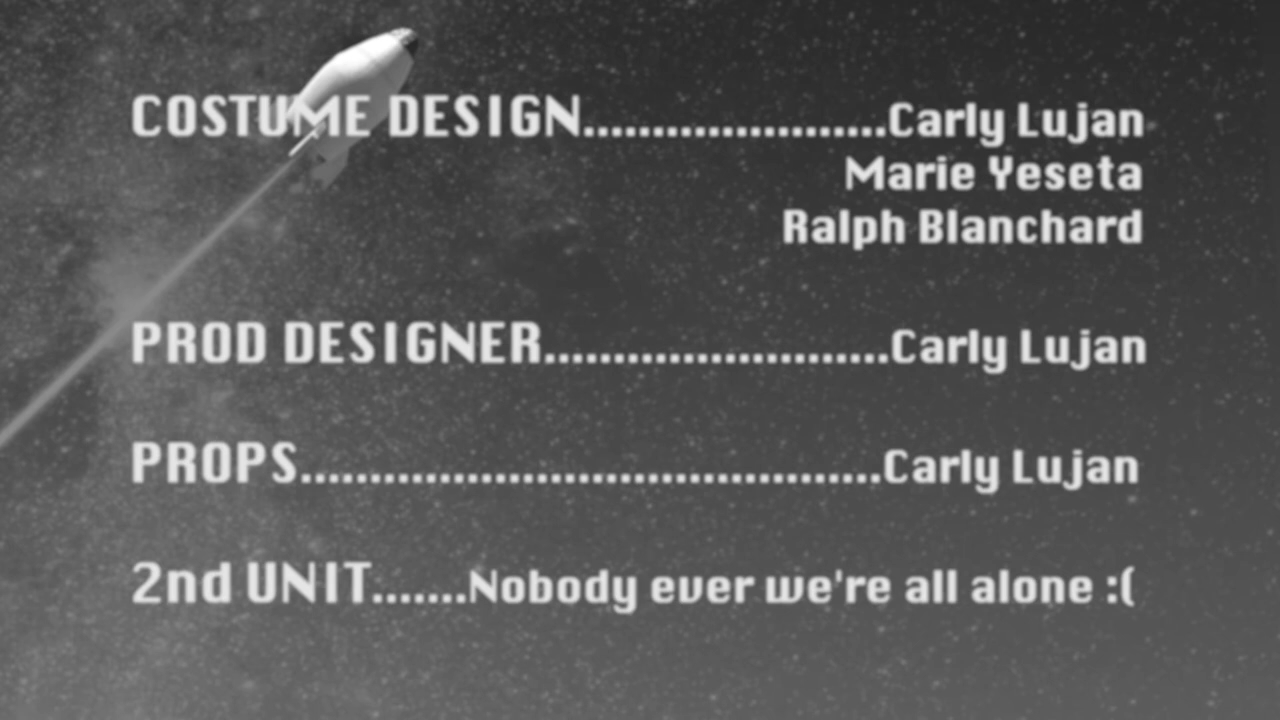 COSTUME DESIGN......................Carly Lujan
Marie Yeseta
Ralph Blanchard
PROD DESIGNER.........................Carly Lujan
PROPS..........................................Carly Lujan
2nd UNIT.......Nobody ever we're all alone :(